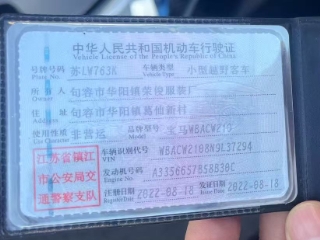 中华人民共和国机动车行驶证
Vehicle License of the People's Republic of China
号牌号码 苏LW763K 车辆类型 小型越野客车
Plate No. Vehicle Type
所有人 句容市华阳镇荣俊服装厂
Owner
住址 句容市华阳镇葛他新村
Address
使用性质 非营运 品牌型号 宝马WBACW210
Use Character Model
江苏省镇江
市公安局交
通警察支队
车辆识别代号 WBACW2108N9L37294
VIN
发动机号码 A3356657B58B30C
Engine No.
注册日期 2022-08-18 发证日期 2022-08-18
Register Date Issue Date